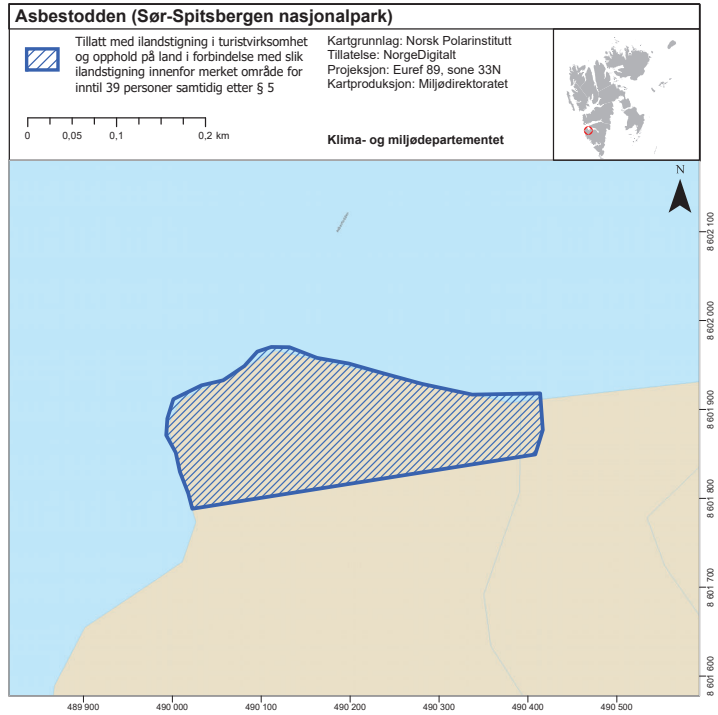 Asbestodden (Sør-Spitsbergen nasjonalpark)
Tillatt med ilandstigning i turistvirksomhet
og opphold på land i forbindelse med slik
ilandstigning innenfor merket område for
inntil 39 personer samtidig etter § 5
0 0,05 0,1 0,2 km
Kartgrunnlag: Norsk Polarinstitutt
Tillatelse: NorgeDigitalt
Projeksjon: Euref 89, sone 33N
Kartproduksjon: Miljødirektoratet
Klima- og miljødepartementet
N
8 602 100
8 602 000
8 601 900
8 601 800
8 601 700
8 601 600
489 900 490 000 490 100 490 200 490 300 490 400 490 500